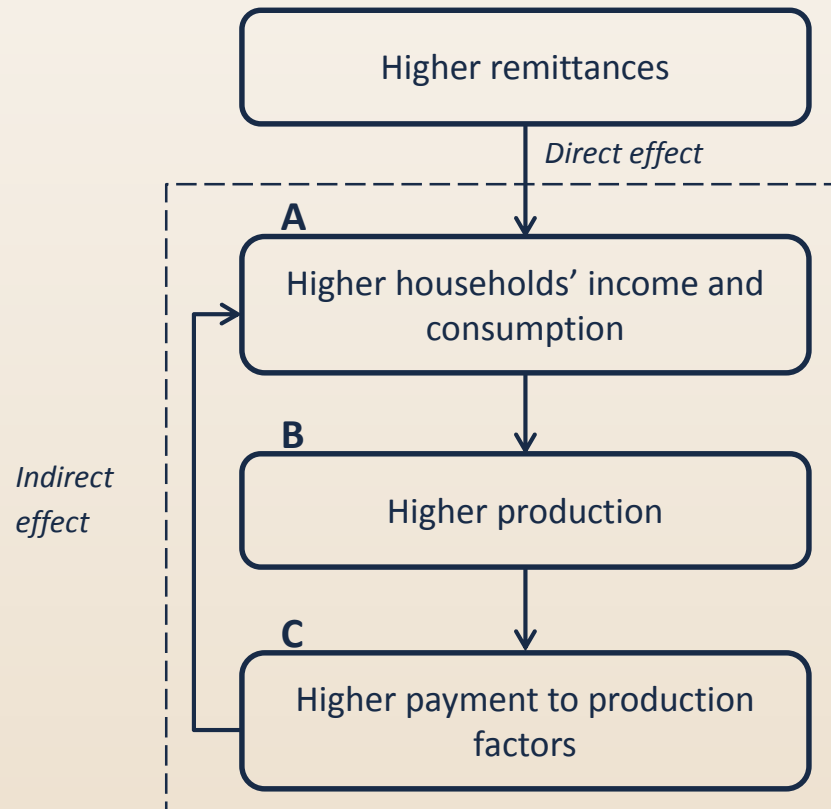 Higher remittances
Direct effect
A
Higher households’ income and
consumption
B
Higher production
Indirect
effect
C
Higher payment to production
factors